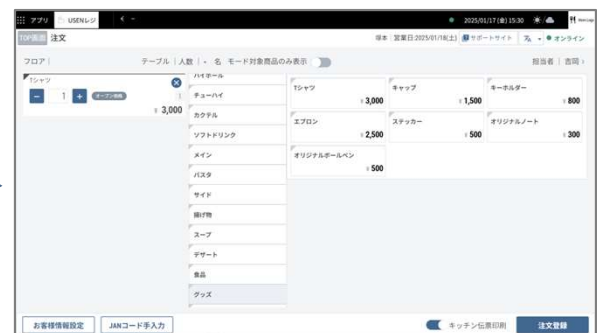 アプリ USENレジ 2025/01/17(金) 15:30
TOP画面 注文 塚本 営業日:2025/01/18(土) サポートサイト オンライン
フロア| テーブル |人数|- 名 モード対象商品のみ表示 担当者|吉岡
Tシャツ
- 1 + オープン価格
¥ 3,000
ハイボール
チューハイ
カクテル
ソフトドリンク
メイン
パスタ
サイド
揚げ物
スープ
デザート
食品
グッズ
Tシャツ ¥ 3,000
キャップ ¥ 1,500
キーホルダー ¥ 800
エプロン ¥ 2,500
ステッカー ¥ 500
オリジナルノート ¥ 300
オリジナルボールペン ¥ 500
お客様情報設定 JANコード手入力 キッチン伝票印刷 注文登録